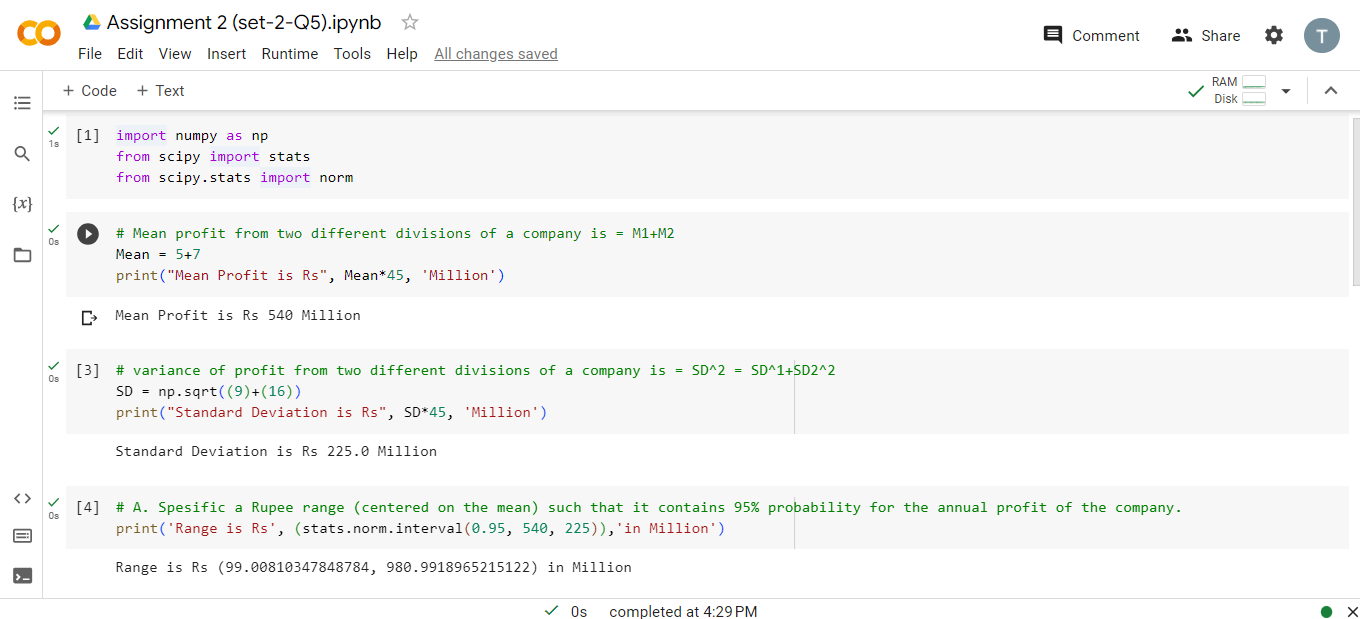 Assignment 2 (set-2-Q5).ipynb
File Edit View Insert Runtime Tools Help All changes saved
Comment Share T
+ Code + Text
RAM
Disk
1s
[1] import numpy as np
from scipy import stats
from scipy.stats import norm
0s
# Mean profit from two different divisions of a company is = M1+M2
Mean = 5+7
print("Mean Profit is Rs", Mean*45, 'Million')
Mean Profit is Rs 540 Million
0s
[3] # variance of profit from two different divisions of a company is = SD^2 = SD^1+SD2^2
SD = np.sqrt((9)+(16))
print("Standard Deviation is Rs", SD*45, 'Million')
Standard Deviation is Rs 225.0 Million
0s
[4] # A. Spesific a Rupee range (centered on the mean) such that it contains 95% probability for the annual profit of the company.
print('Range is Rs', (stats.norm.interval(0.95, 540, 225)),'in Million')
Range is Rs (99.00810347848784, 980.9918965215122) in Million
{x}
0s completed at 4:29 PM